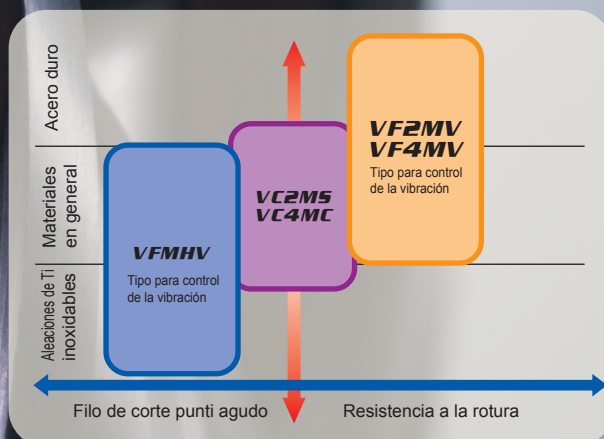 Acero duro
Materiales
en general
Aleaciones de Ti
inoxidables
VFMHV
Tipo para control
de la vibración
VC2MS
VC4MC
VF2MV
VF4MV
Tipo para control
de la vibración
Filo de corte punti agudo
Resistencia a la rotura